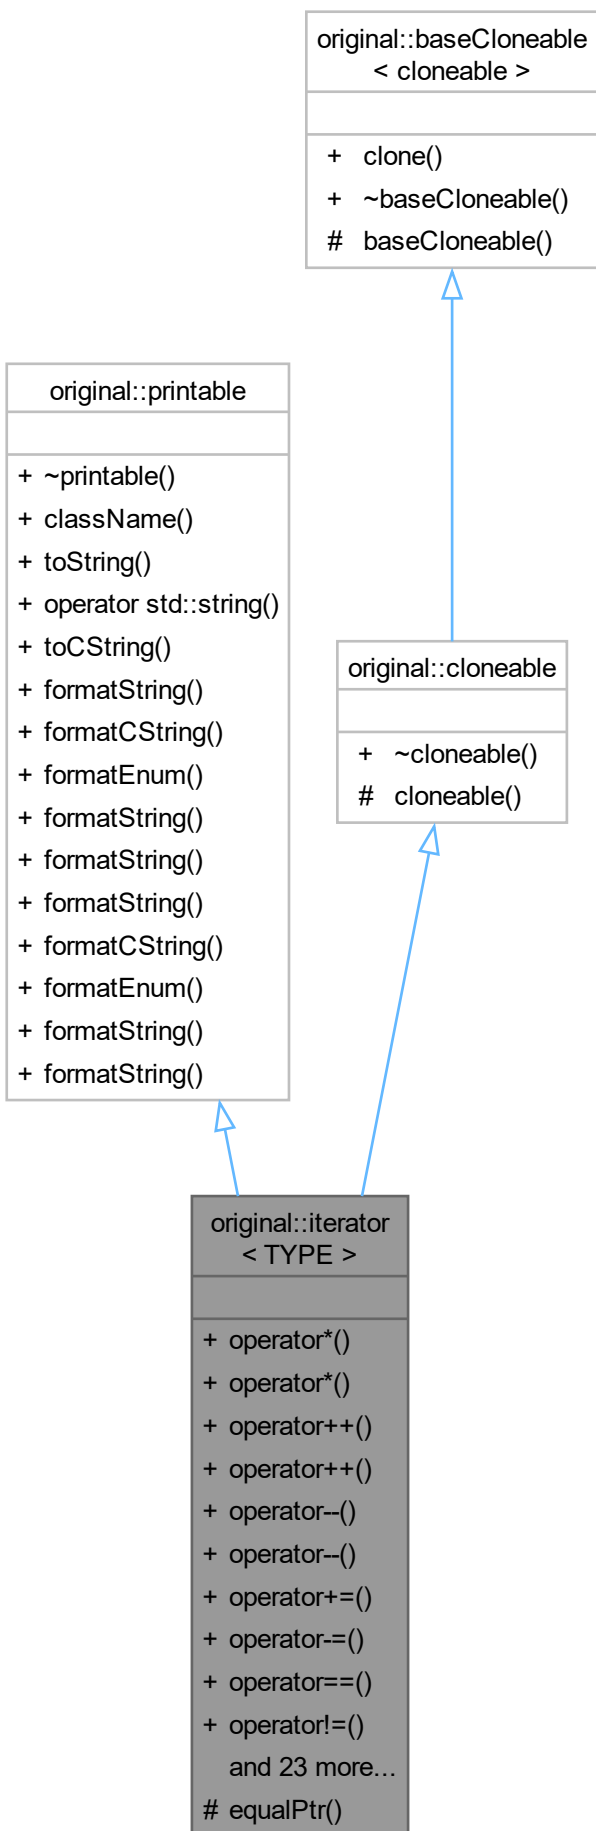 original::baseCloneable
< cloneable >
+ clone()
+ ~baseCloneable()
# baseCloneable()
original::printable
+ ~printable()
+ className()
+ toString()
+ operator std::string()
+ toCString()
+ formatString()
+ formatCString()
+ formatEnum()
+ formatString()
+ formatString()
+ formatString()
+ formatCString()
+ formatEnum()
+ formatString()
+ formatString()
original::cloneable
+ ~cloneable()
# cloneable()
original::iterator
< TYPE >
+ operator*()
+ operator*()
+ operator++()
+ operator++()
+ operator--()
+ operator--()
+ operator+=()
+ operator-=()
+ operator==()
+ operator!=()
and 23 more...
# equalPtr()